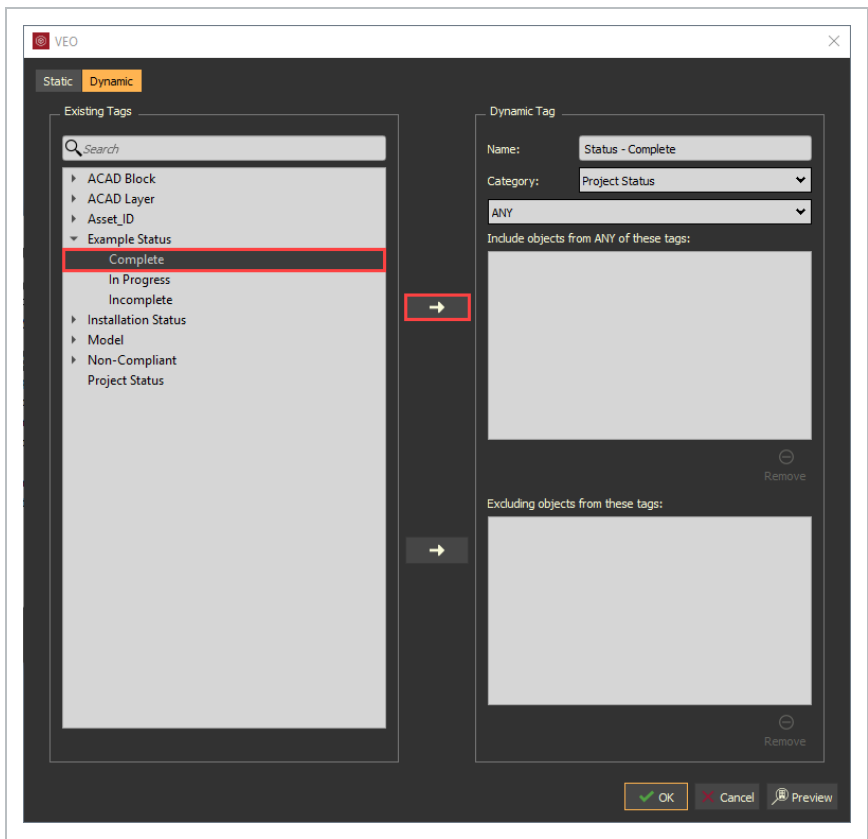 VEO
Static Dynamic
Existing Tags
Search
ACAD Block
ACAD Layer
Asset_ID
Example Status
Complete
In Progress
Incomplete
Installation Status
Model
Non-Compliant
Project Status
Dynamic Tag
Name: Status - Complete
Category: Project Status
ANY
Include objects from ANY of these tags:
Remove
Excluding objects from these tags:
Remove
OK Cancel Preview